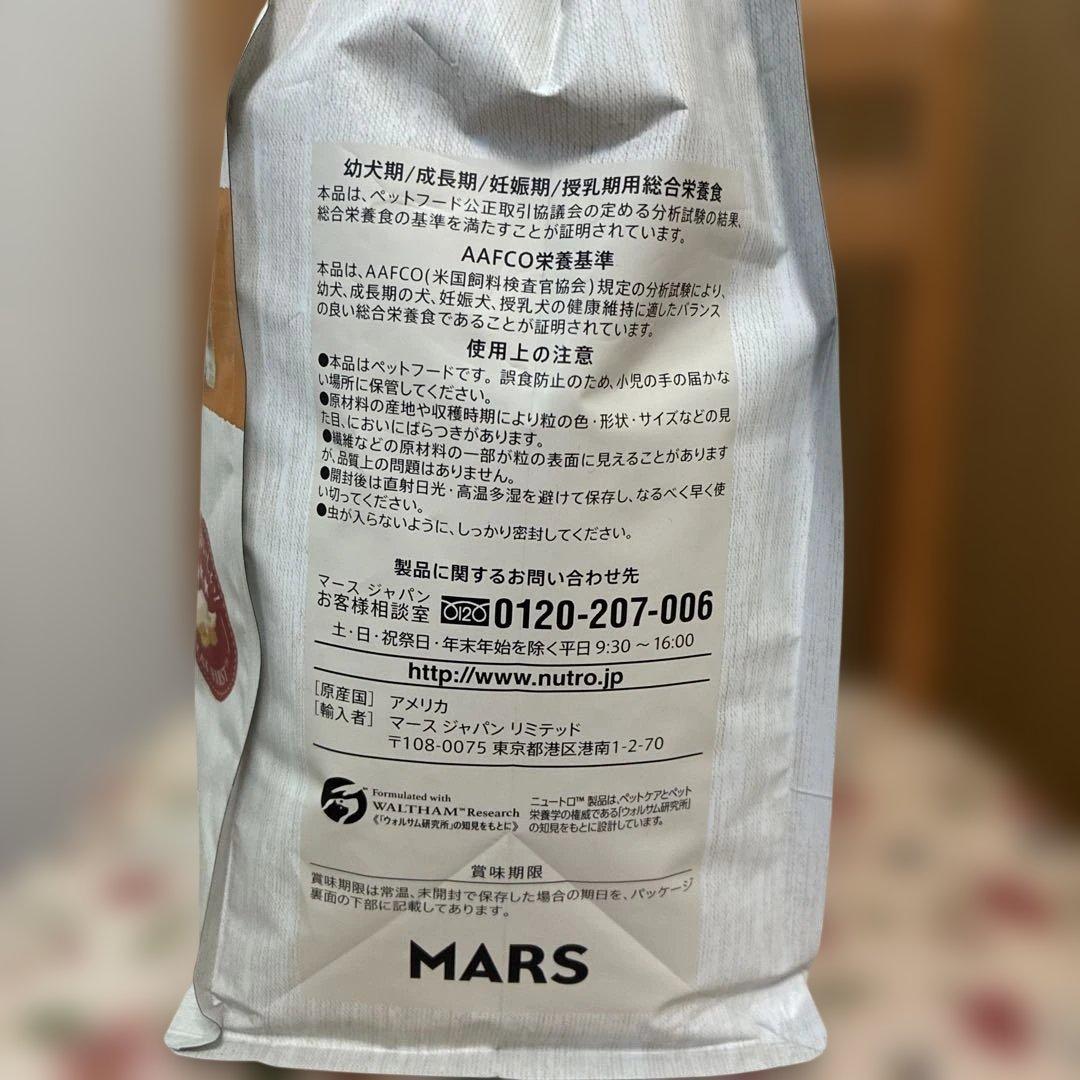 幼犬期/成長期/妊娠期/授乳期用総合栄養食
本品は、ペットフード公正取引協議会の定める分析試験の結果、
総合栄養食の基準を満たすことが証明されています。
AAFCO栄養基準
本品は、AAFCO(米国飼料検査官協会)規定の分析試験により、
幼犬、成長期の犬、妊娠犬、授乳犬の健康維持に適したバランス
の良い総合栄養食であることが証明されています。
使用上の注意
●本品はペットフードです。誤食防止のため、小児の手の届かな
い場所に保管してください。
●原材料の産地や収穫時期により粒の色・形状・サイズなどの見
た目、においにばらつきがあります。
●繊維などの原材料の一部が粒の表面に見えることがあります
が、品質上の問題はありません。
●開封後は直射日光・高温多湿を避けて保存し、なるべく早く使
い切ってください。
●虫が入らないように、しっかり密封してください。
製品に関するお問い合わせ先
マース ジャパン
お客様相談室 0120 0120-207-006
土・日・祝祭日・年末年始を除く平日 9:30 ～ 16:00
http://www.nutro.jp
[原産国] アメリカ
[輸入者] マース ジャパン リミテッド
〒108-0075 東京都港区港南1-2-70
Formulated with
WALTHAM™ Research
《「ウォルサム研究所」の知見をもとに》
ニュートロ™ 製品は、ペットケアとペット
栄養学の権威である「ウォルサム研究所」
の知見をもとに設計しています。
賞味期限
賞味期限は常温、未開封で保存した場合の期日を、パッケージ
裏面の下部に記載してあります。
MARS